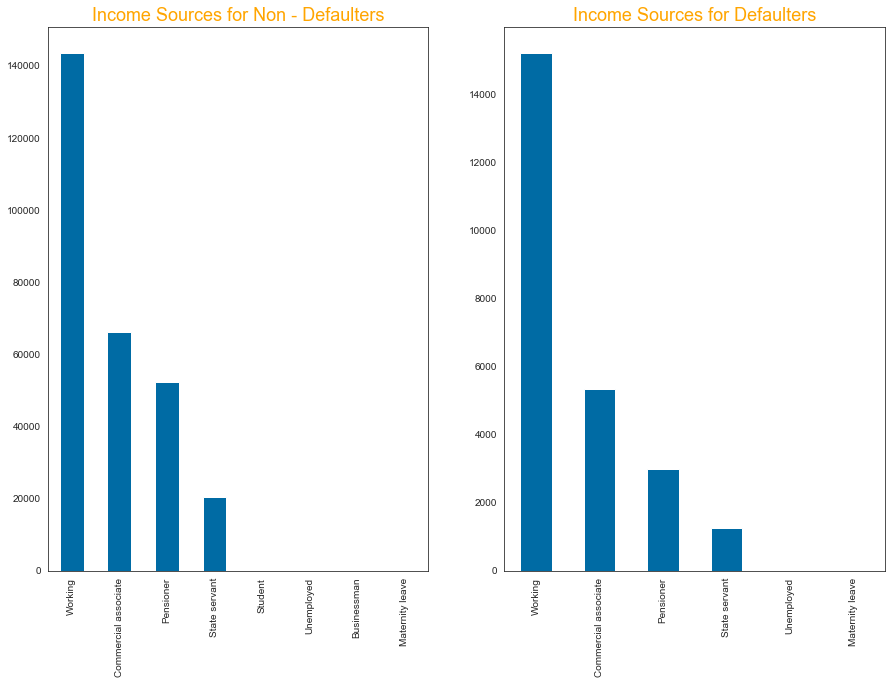 Income Sources for Non - Defaulters
140000
120000
100000
80000
60000
40000
20000
0
Working
Commercial associate
Pensioner
State servant
Student
Unemployed
Businessman
Maternity leave
Income Sources for Defaulters
14000
12000
10000
8000
6000
4000
2000
0
Working
Commercial associate
Pensioner
State servant
Unemployed
Maternity leave